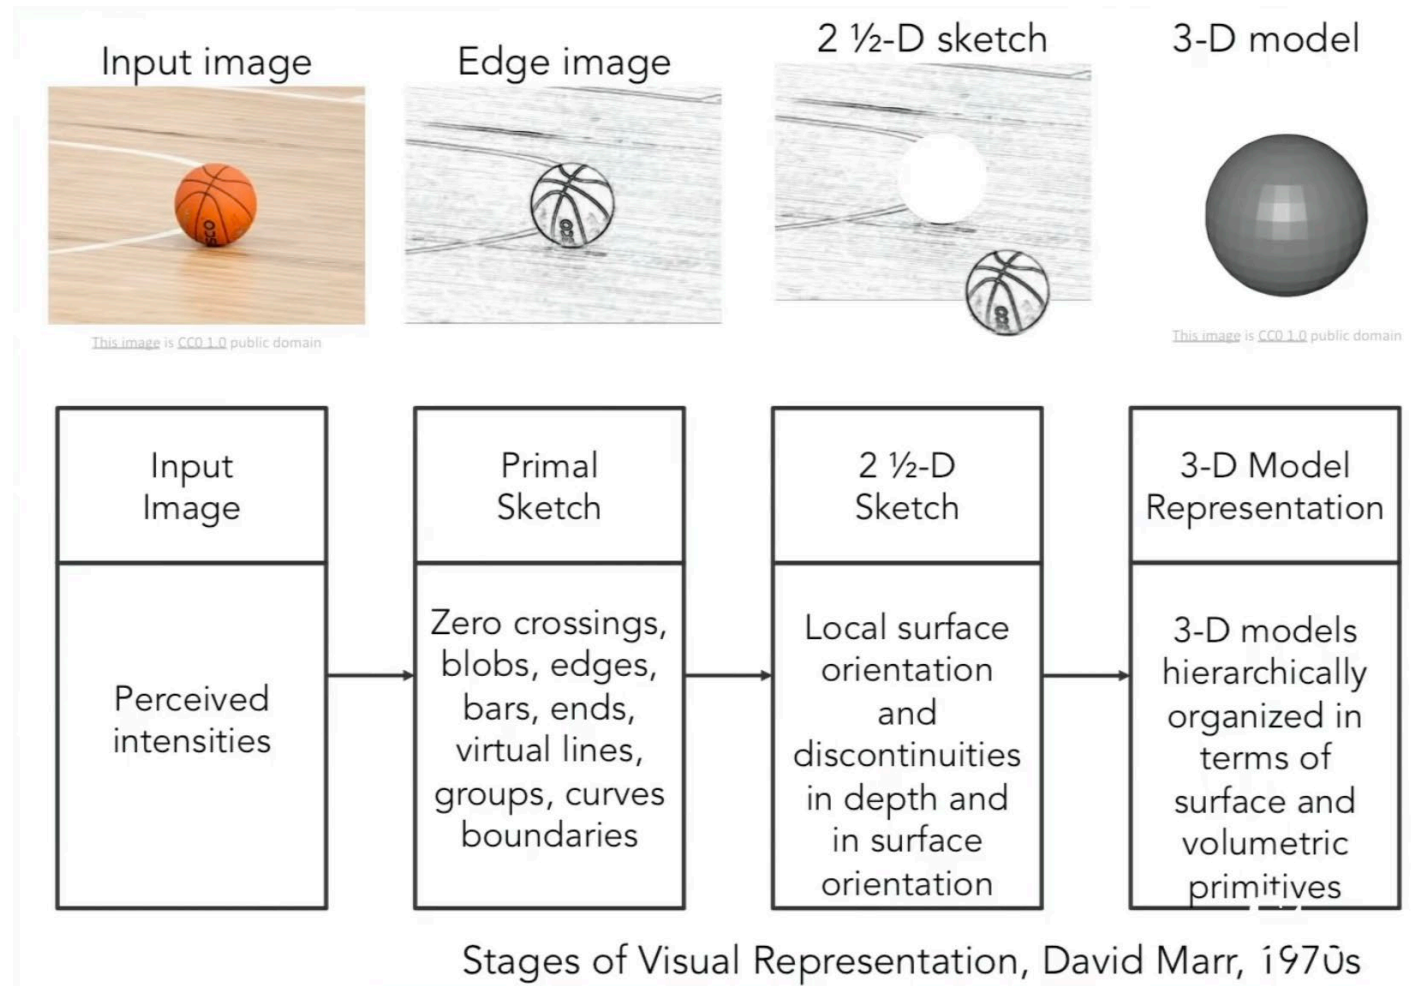 Input image
Edge image
2 ½-D sketch
3-D model
SCO
This image is CC0 1.0 public domain
This image is CC0 1.0 public domain
Input
Image
Perceived
intensities
Primal
Sketch
Zero crossings,
blobs, edges,
bars, ends,
virtual lines,
groups, curves
boundaries
2 ½-D
Sketch
Local surface
orientation
and
discontinuities
in depth and
in surface
orientation
3-D Model
Representation
3-D models
hierarchically
organized in
terms of
surface and
volumetric
primitives
Stages of Visual Representation, David Marr, 1970s